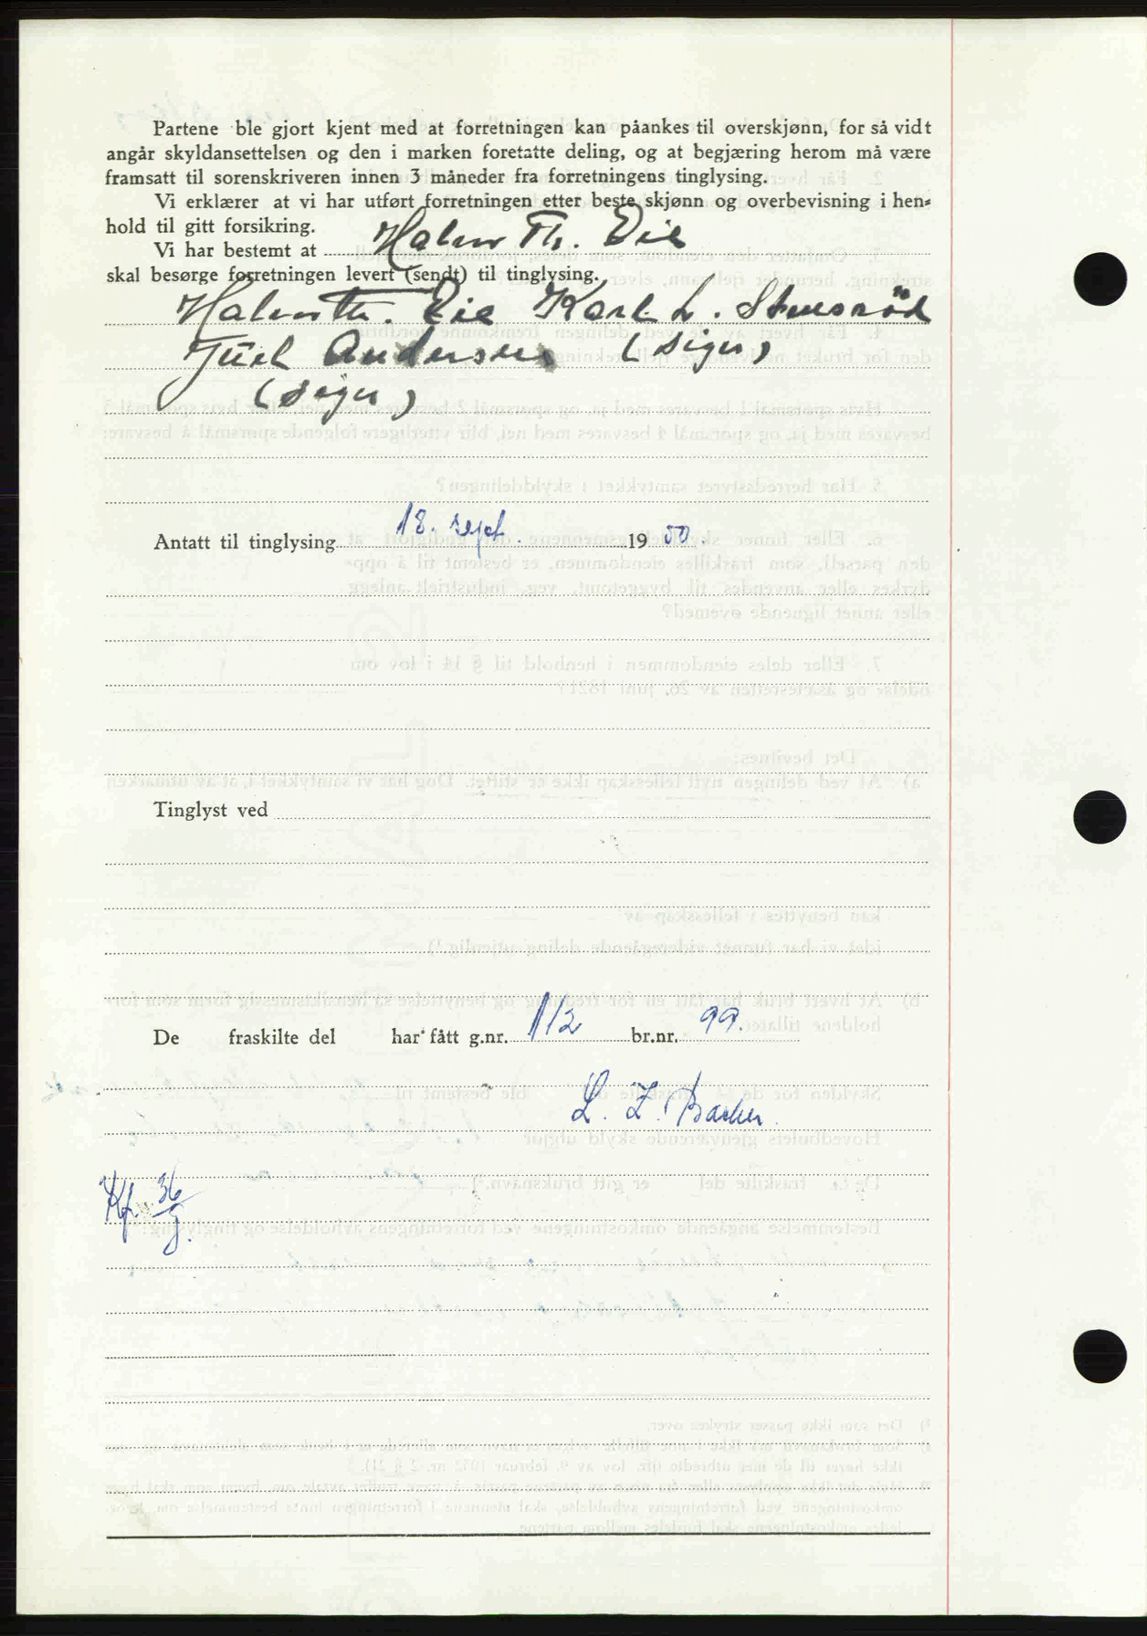 Partene ble gjort kjent med at forretningen kan påankes til overskjønn, for så vidt
angår skyldansettelsen og den i marken foretatte deling, og at begjæring herom må være
framsatt til sorenskriveren innen 3 måneder fra forretningens tinglysing.
Vi erklærer at vi har utført forretningen etter beste skjønn og overbevisning i hen-
hold til gitt forsikring.
Vi har bestemt at Halvor Th. Eie
skal besørge forretningen levert (sendt) til tinglysing.
Halvor Th. Eie Karl L.
Juel Andersen (sign)
(sign)
Antatt til tinglysing 18. sept. 1950.
Tinglyst ved
De fraskilte del har fått g.nr. 112 br.nr. 99.
L. Z. Backer.
Kf. 36